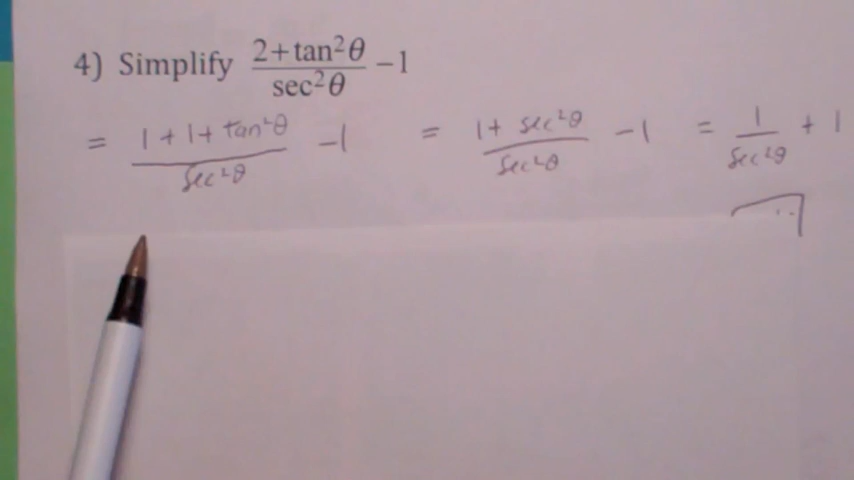 4) Simplify (2+tan²θ)/(sec²θ) −1
= (1+1+tan²θ)/(sec²θ) −1 = (1+sec²θ)/(sec²θ) −1 = 1/(sec²θ) + 1